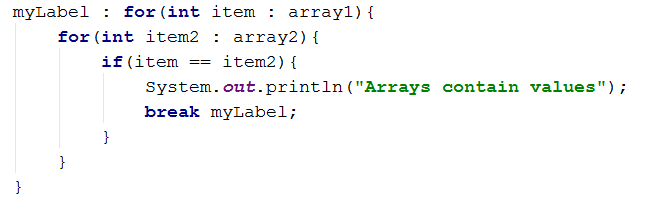 myLabel : for(int item : array1){
for(int item2 : array2){
if(item == item2){
System.out.println("Arrays contain values");
break myLabel;
}
}
}